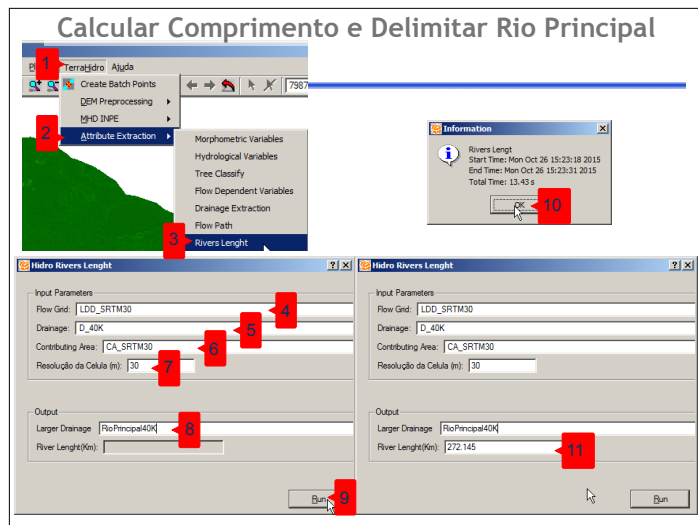 Calcular Comprimento e Delimitar Rio Principal
1
TerraHidro Ajuda
Create Batch Points
7987
DEM Preprocessing
MHD INPE
2
Attribute Extraction
Morphometric Variables
Hydrological Variables
Tree Classify
Flow Dependent Variables
Drainage Extraction
Flow Path
3
Rivers Lenght
Information
Rivers Lengt
Start Time: Mon Oct 26 15:23:18 2015
End Time: Mon Oct 26 15:23:31 2015
Total Time: 13.43 s
OK
10
Hidro Rivers Lenght
Input Parameters
Flow Grid: LDD_SRTM30
4
Drainage: D_40K
5
Contributing Area: CA_SRTM30
6
Resolução da Celula (m): 30
7
Output
Larger Drainage RioPrincipal40K
8
River Lenght(Km):
Run
9
Hidro Rivers Lenght
Input Parameters
Flow Grid: LDD_SRTM30
Drainage: D_40K
Contributing Area: CA_SRTM30
Resolução da Celula (m): 30
Output
Larger Drainage RioPrincipal40K
River Lenght(Km): 272.145
11
Run